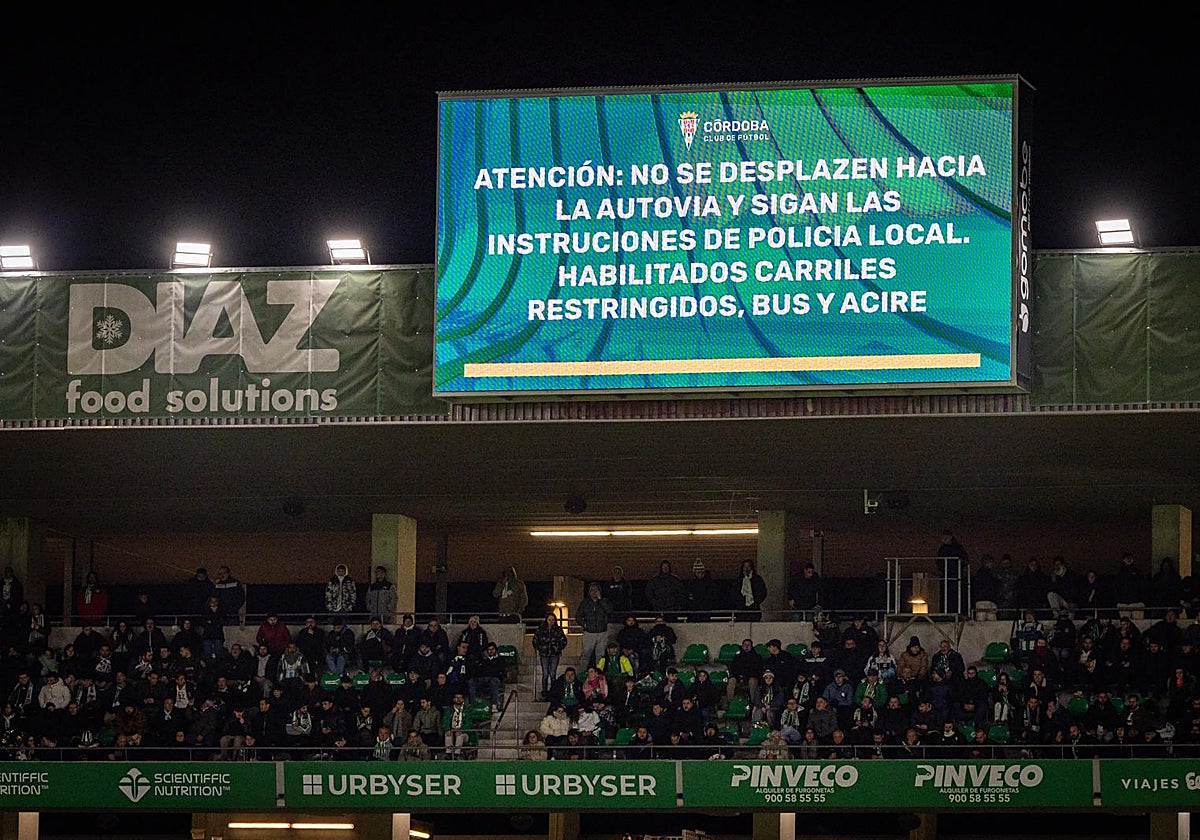 CÓRDOBA
CLUB DE FÚTBOL
ATENCIÓN: NO SE DESPLAZEN HACIA
LA AUTOVIA Y SIGAN LAS
INSTRUCIONES DE POLICIA LOCAL.
HABILITADOS CARRILES
RESTRINGIDOS, BUS Y ACIRE
gomobs
DIAZ
food solutions
SCIENTIFFIC
NUTRITION™
URBYSER
URBYSER
PINVECO
ALQUILER DE FURGONETAS
900 58 55 55
PINVECO
ALQUILER DE FURGONETAS
900 58 55 55
VIAJES